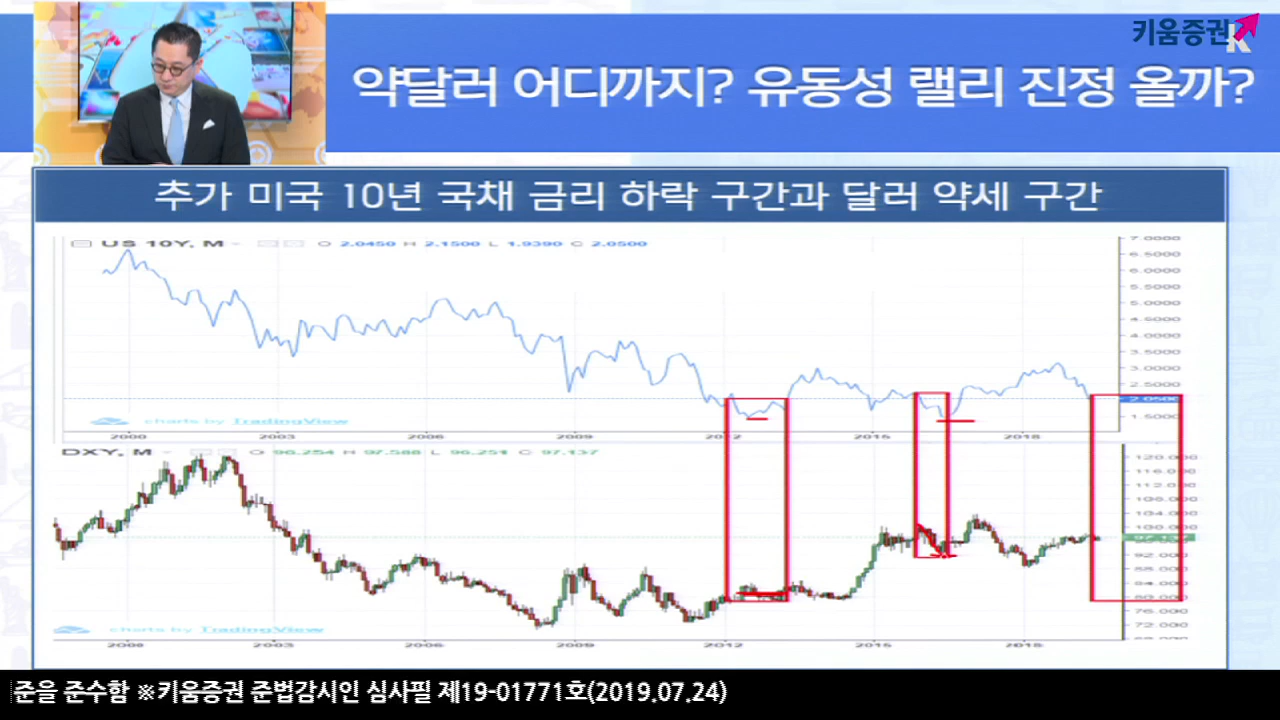 키움증권
약달러 어디까지? 유동성 랠리 진정 올까?
추가 미국 10년 국채 금리 하락 구간과 달러 약세 구간
US 10Y, M O 2.0450 H 2.1500 L 1.9390 C 2.0500
7.0000
6.5000
6.0000
5.5000
5.0000
4.5000
4.0000
3.5000
3.0000
2.5000
2.0500
1.5000
charts by TradingView
2000 2003 2006 2009 2012 2015 2018
DXY, M O 96.254 H 97.588 L 96.251 C 97.137
120.000
116.000
112.000
108.000
104.000
100.000
97.137
92.000
88.000
84.000
80.000
76.000
72.000
charts by TradingView
2000 2003 2006 2009 2012 2015 2018
준을 준수함 ※키움증권 준법감시인 심사필 제19-01771호(2019.07.24)